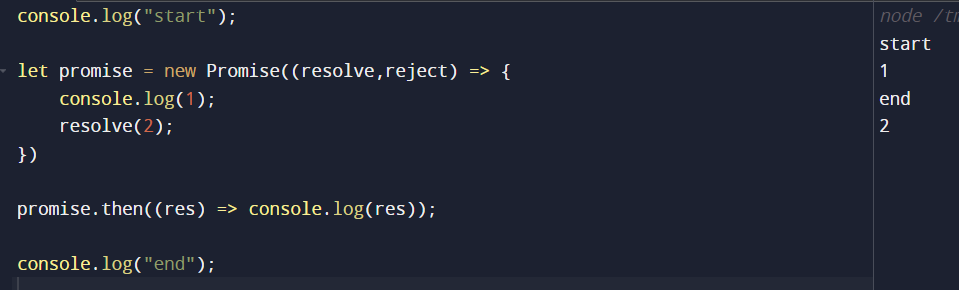 console.log("start");
let promise = new Promise((resolve,reject) => {
    console.log(1);
    resolve(2);
})
promise.then((res) => console.log(res));
console.log("end");
node
start
1
end
2